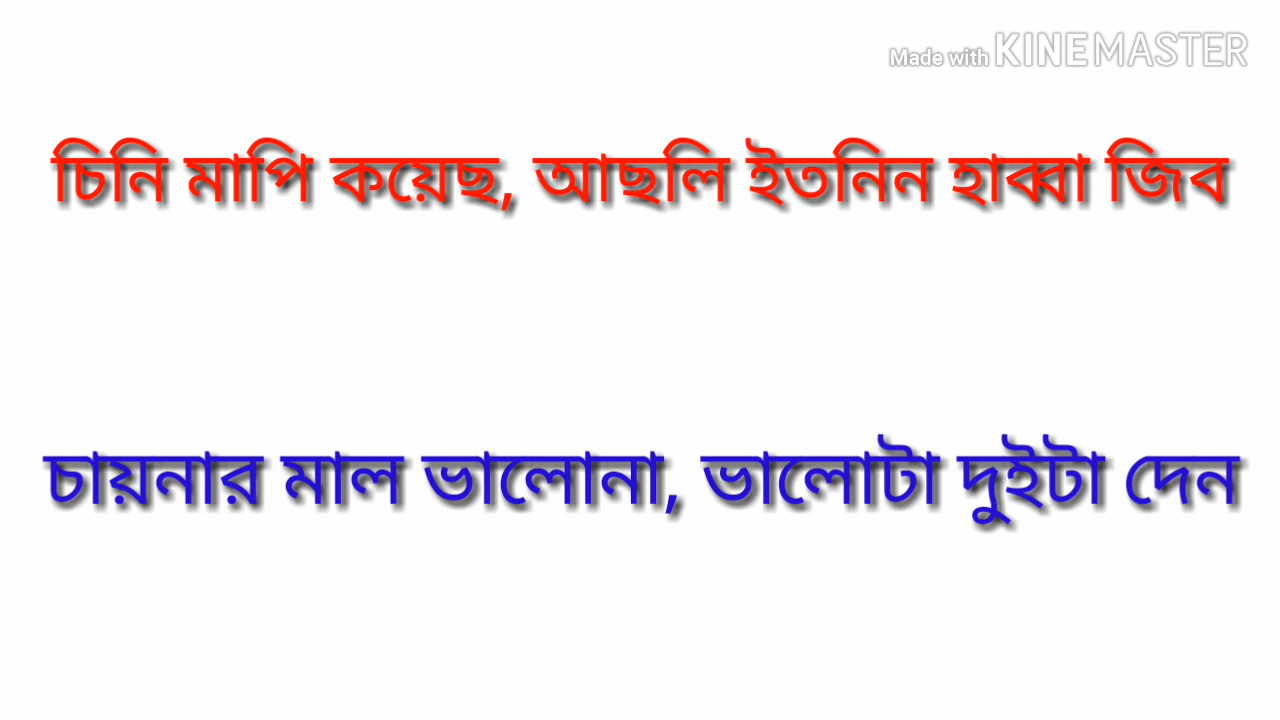 Made with KINEMASTER
চিনি মাপি কয়েছ, আছলি ইতনিন হাব্বা জিব
চায়নার মাল ভালোনা, ভালোটা দুইটা দেন